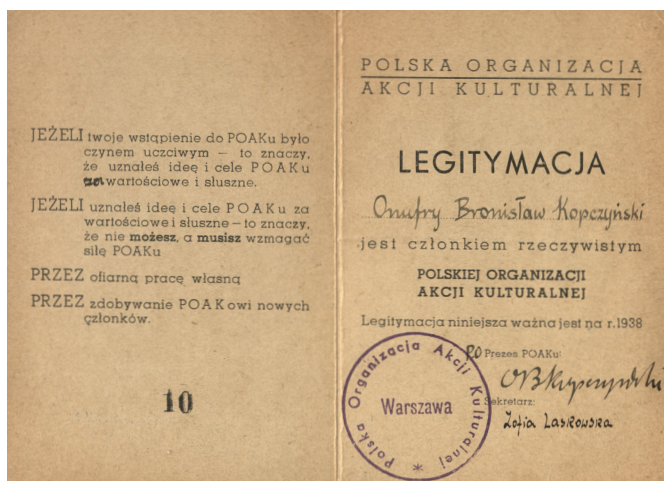 JEŻELI twoje wstąpienie do POAKu było
czynem uczciwym — to znaczy,
że uznałeś ideę i cele POAKu
za wartościowe i słuszne.
JEŻELI uznałeś ideę i cele POAKu za
wartościowe i słuszne – to znaczy,
że nie możesz, a musisz wzmagać
siłę POAKu
PRZEZ ofiarną pracę własną
PRZEZ zdobywanie POAKowi nowych
członków.
10
POLSKA ORGANIZACJA
AKCJI KULTURALNEJ
LEGITYMACJA
Onufry Bronisław Kopczyński
jest członkiem rzeczywistym
POLSKIEJ ORGANIZACJI
AKCJI KULTURALNEJ
Legitymacja niniejsza ważna jest na r. 1938
Prezes POAKu:
OBKopczyński
Sekretarz:
Zofia Laskowska
Polska Organizacja Akcji Kulturalnej *
Warszawa